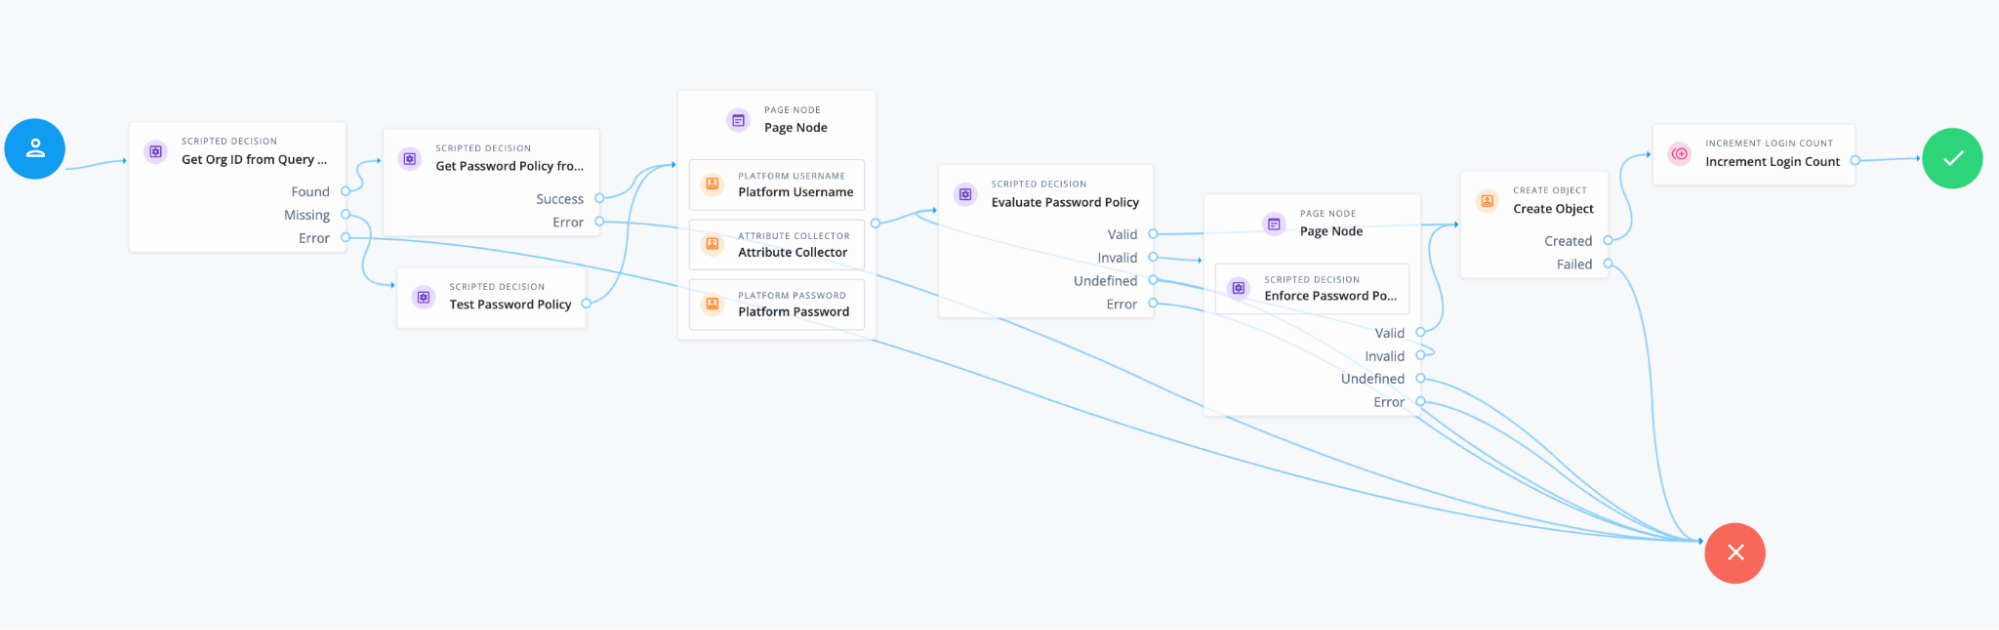 SCRIPTED DECISION
Get Org ID from Query ...
Found
Missing
Error
SCRIPTED DECISION
Get Password Policy fro...
Success
Error
SCRIPTED DECISION
Test Password Policy
PAGE NODE
Page Node
PLATFORM USERNAME
Platform Username
ATTRIBUTE COLLECTOR
Attribute Collector
PLATFORM PASSWORD
Platform Password
SCRIPTED DECISION
Evaluate Password Policy
Valid
Invalid
Undefined
Error
PAGE NODE
Page Node
SCRIPTED DECISION
Enforce Password Po...
Valid
Invalid
Undefined
Error
CREATE OBJECT
Create Object
Created
Failed
INCREMENT LOGIN COUNT
Increment Login Count